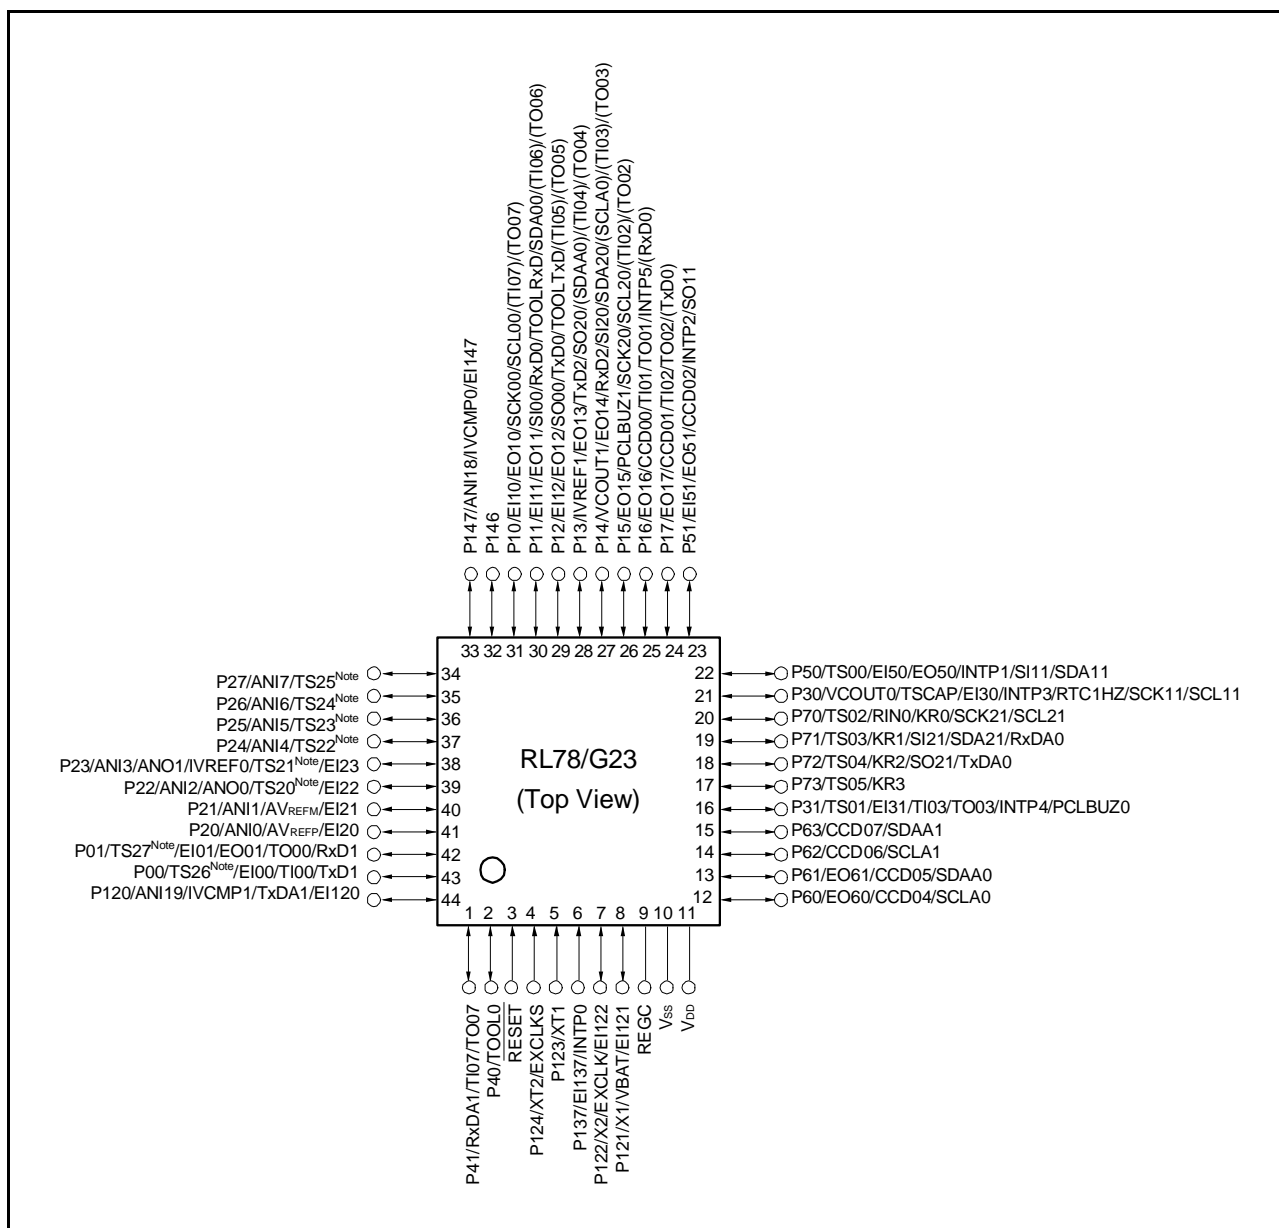 P147/ANI18/IVCMP0/EI147
P146
P10/EI10/EO10/SCK00/SCL00/(TI07)/(TO07)
P11/EI11/EO11/SI00/RxD0/TOOLRxD/SDA00/(TI06)/(TO06)
P12/EI12/EO12/SO00/TxD0/TOOLTxD/(TI05)/(TO05)
P13/IVREF1/EO13/TxD2/SO20/(SDAA0)/(TI04)/(TO04)
P14/VCOUT1/EO14/RxD2/SI20/SDA20/(SCLA0)/(TI03)/(TO03)
P15/EO15/PCLBUZ1/SCK20/SCL20/(TI02)/(TO02)
P16/EO16/CCD00/TI01/TO01/INTP5/(RxD0)
P17/EO17/CCD01/TI02/TO02/(TxD0)
P51/EI51/EO51/CCD02/INTP2/SO11
33 32 31 30 29 28 27 26 25 24 23
P27/ANI7/TS25Note 34
P26/ANI6/TS24Note 35
P25/ANI5/TS23Note 36
P24/ANI4/TS22Note 37
P23/ANI3/ANO1/IVREF0/TS21Note/EI23 38
P22/ANI2/ANO0/TS20Note/EI22 39
P21/ANI1/AVREFM/EI21 40
P20/ANI0/AVREFP/EI20 41
P01/TS27Note/EI01/EO01/TO00/RxD1 42
P00/TS26Note/EI00/TI00/TxD1 43
P120/ANI19/IVCMP1/TxDA1/EI120 44
RL78/G23
(Top View)
22 P50/TS00/EI50/EO50/INTP1/SI11/SDA11
21 P30/VCOUT0/TSCAP/EI30/INTP3/RTC1HZ/SCK11/SCL11
20 P70/TS02/RIN0/KR0/SCK21/SCL21
19 P71/TS03/KR1/SI21/SDA21/RxDA0
18 P72/TS04/KR2/SO21/TxDA0
17 P73/TS05/KR3
16 P31/TS01/EI31/TI03/TO03/INTP4/PCLBUZ0
15 P63/CCD07/SDAA1
14 P62/CCD06/SCLA1
13 P61/EO61/CCD05/SDAA0
12 P60/EO60/CCD04/SCLA0
1 2 3 4 5 6 7 8 9 10 11
P41/RxDA1/TI07/TO07
P40/TOOL0
RESET
P124/XT2/EXCLKS
P123/XT1
P137/EI137/INTP0
P122/X2/EXCLK/EI122
P121/X1/VBAT/EI121
REGC
VSS
VDD